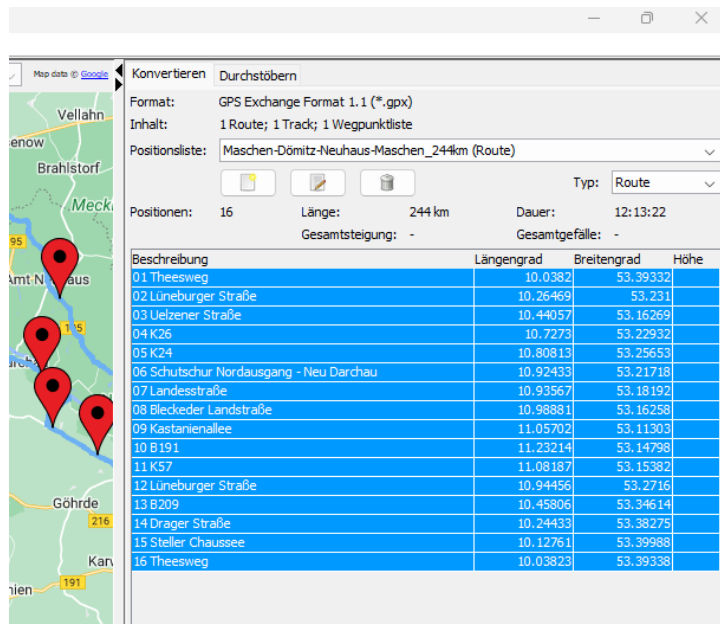 Map data © Google
Vellahn
Brahlstorf
95
195
Göhrde
216
191
Konvertieren Durchstöbern
Format: GPS Exchange Format 1.1 (*.gpx)
Inhalt: 1 Route; 1 Track; 1 Wegpunktliste
Positionsliste: Maschen-Dömitz-Neuhaus-Maschen_244km (Route)
Typ: Route
Positionen: 16 Länge: 244 km Dauer: 12:13:22
Gesamtsteigung: - Gesamtgefälle: -
Beschreibung Längengrad Breitengrad Höhe
01 Theesweg 10.0382 53.39332
02 Lüneburger Straße 10.26469 53.231
03 Uelzener Straße 10.44057 53.16269
04 K26 10.7273 53.22932
05 K24 10.80813 53.25653
06 Schutschur Nordausgang - Neu Darchau 10.92433 53.21718
07 Landesstraße 10.93567 53.18192
08 Bleckeder Landstraße 10.98881 53.16258
09 Kastanienallee 11.05702 53.11303
10 B191 11.23214 53.14798
11 K57 11.08187 53.15382
12 Lüneburger Straße 10.94456 53.2716
13 B209 10.45806 53.34614
14 Drager Straße 10.24433 53.38275
15 Steller Chaussee 10.12761 53.39988
16 Theesweg 10.03823 53.39338